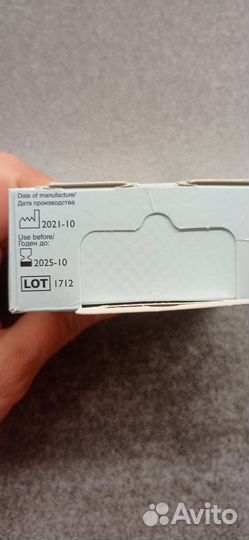 Date of manufacture/
Дата производства
2021-10
Use before/
Годен до:
2025-10
LOT 1712
Avito